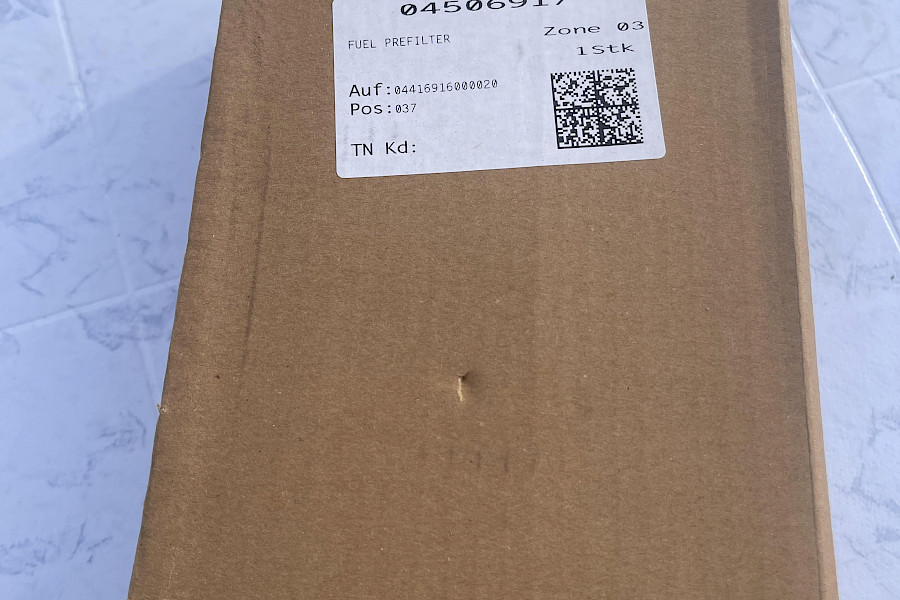 04506917
Zone 03
FUEL PREFILTER
1Stk
Auf:04416916000020
Pos:037
TN Kd: